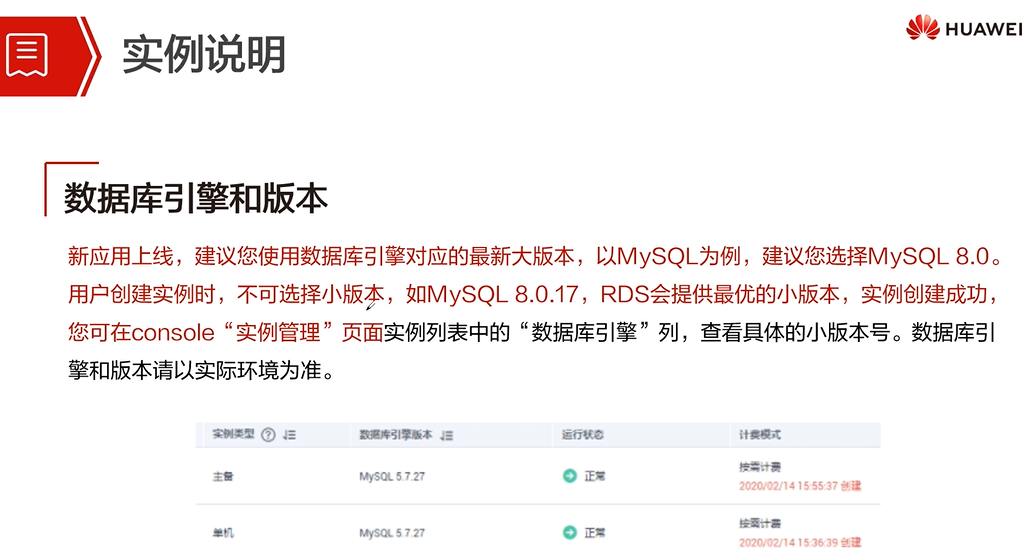 实例说明
HUAWEI
数据库引擎和版本
新应用上线，建议您使用数据库引擎对应的最新大版本，以MySQL为例，建议您选择MySQL 8.0。
用户创建实例时，不可选择小版本，如MySQL 8.0.17，RDS会提供最优的小版本，实例创建成功，
您可在console“实例管理”页面实例列表中的“数据库引擎”列，查看具体的小版本号。数据库引
擎和版本请以实际环境为准。
实例类型 ? 数据库引擎版本 运行状态 计费模式
主备 MySQL 5.7.27 正常 按需计费
2020/02/14 15:55:37 创建
单机 MySQL 5.7.27 正常 按需计费
2020/02/14 15:36:39 创建